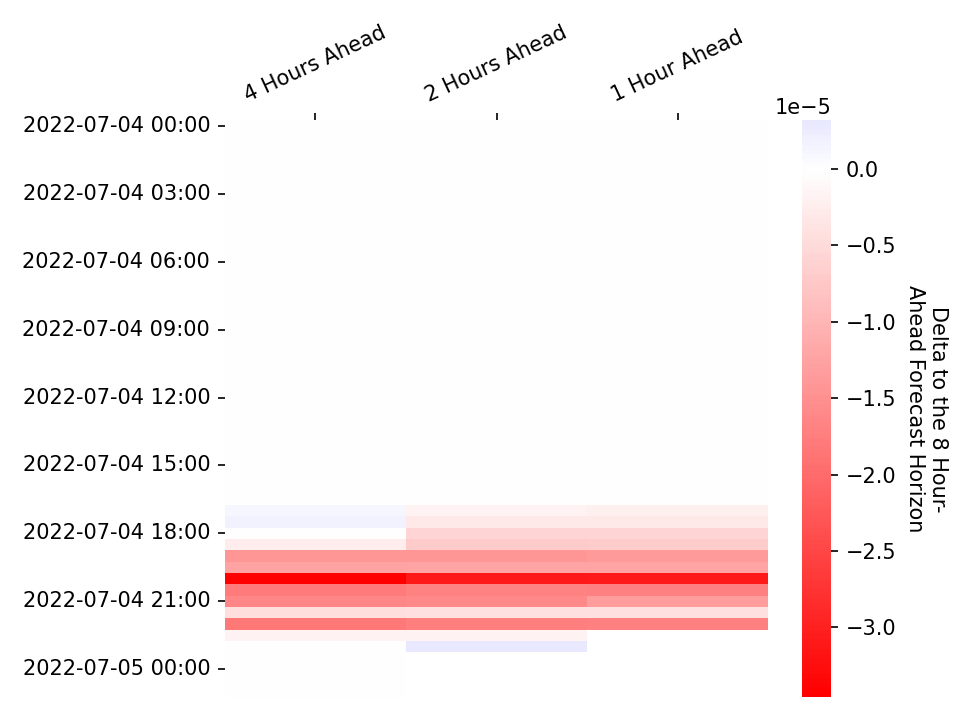 4 Hours Ahead
2 Hours Ahead
1 Hour Ahead
1e−5
2022-07-04 00:00
2022-07-04 03:00
2022-07-04 06:00
2022-07-04 09:00
2022-07-04 12:00
2022-07-04 15:00
2022-07-04 18:00
2022-07-04 21:00
2022-07-05 00:00
0.0
−0.5
−1.0
−1.5
−2.0
−2.5
−3.0
Delta to the 8 Hour-
Ahead Forecast Horizon